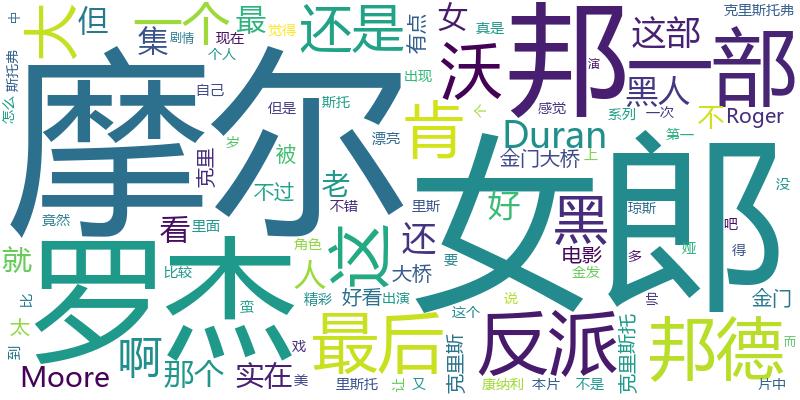 大
但
一个
最
还是
有点
女
邦
一部
克里斯托弗
中
剧情
觉得
现在
集
沃
这部
真是
演
黑人
斯托弗
个人
出现
怎么
摩尔
自己
但是
斯托
肯
感觉
系列
一次
不
Roger
岁
漂亮
Duran
第一
克里
被
老
金门大桥
上
女郎
不过
不错
里斯
好
黑
琼斯
没
竟然
里面
看
这
还
电影
多
娅
吧
得
就
罗杰
角色
人
大桥
要
金发
比较
蛮
精彩
好看
出演
这个
说
金门
比
太
啊
最后
反派
邦德
到
那个
实在
戏
美
克里斯
克里斯托
而
Moore
里斯托
让
又
康纳利
本片
不是
片中